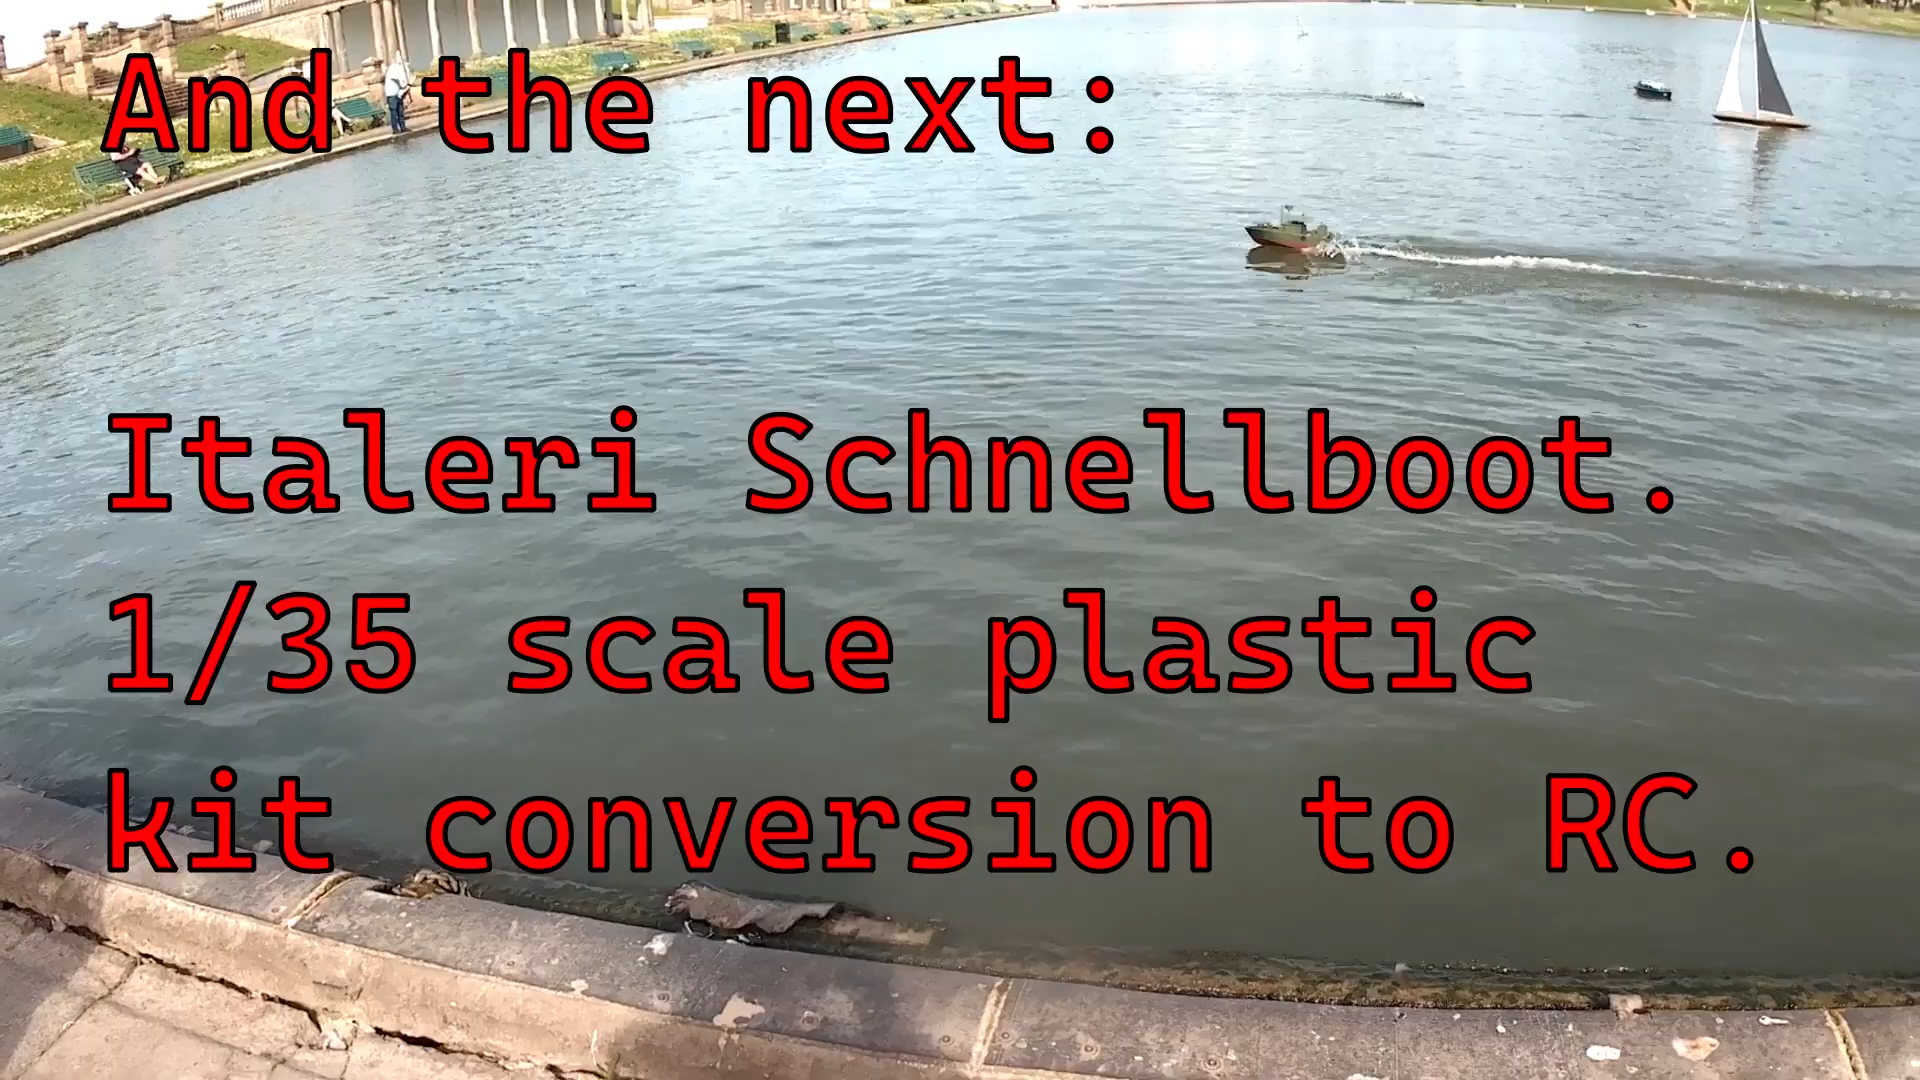 And the next:
Italeri Schnellboot.
1/35 scale plastic
kit conversion to RC.